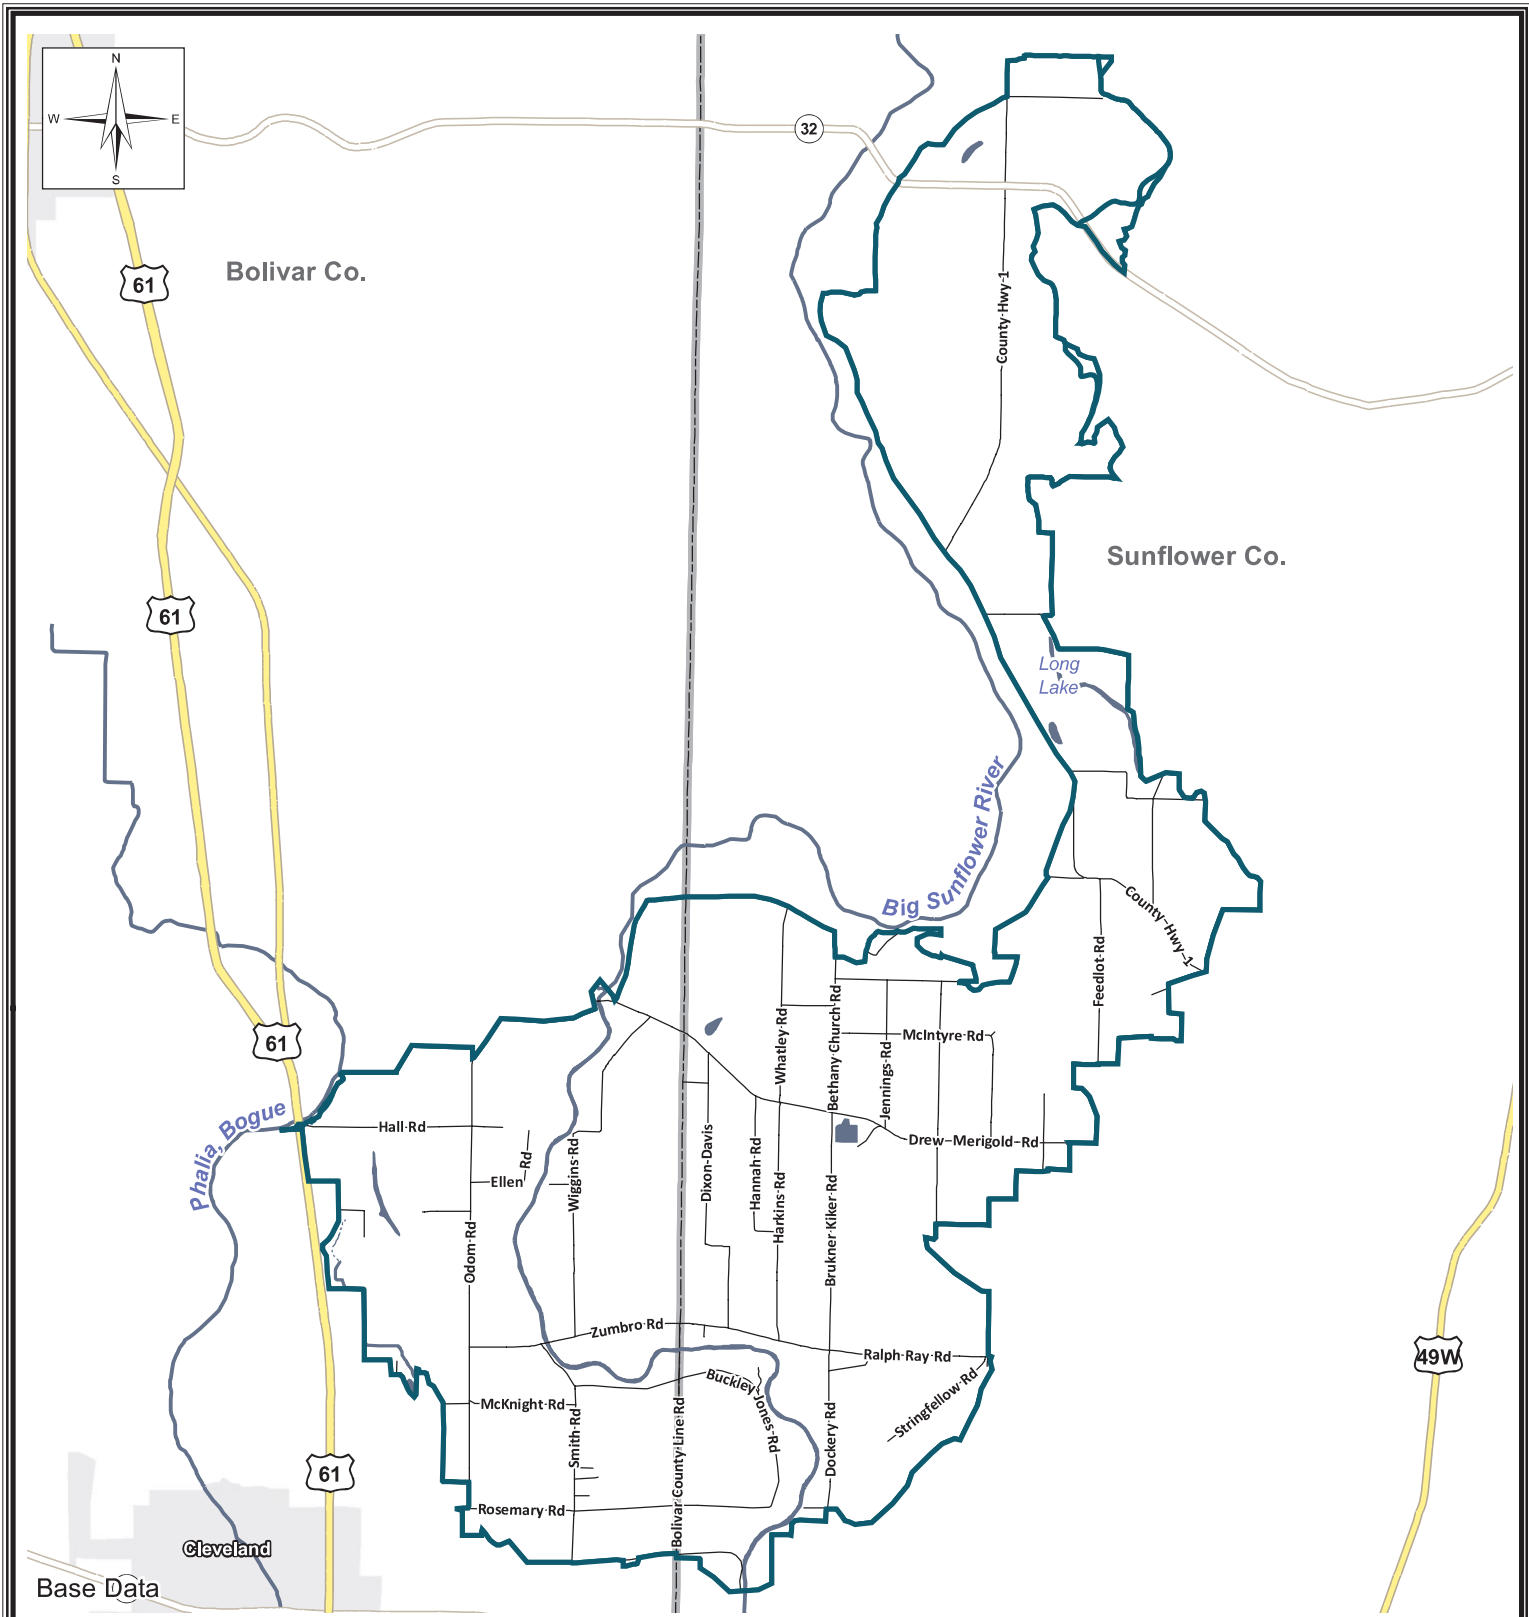 N
W E
S
32
61
Bolivar Co.
County Hwy 1
61
Sunflower Co.
Long
Lake
Big Sunflower River
County Hwy 1
Feedlot Rd
61
Whatley Rd
Bethany Church Rd
McIntyre Rd
Jennings Rd
Phalia, Bogue
Hall Rd
Drew-Merigold-Rd
Ellen Rd
Wiggins Rd
Dixon-Davis
Hannah Rd
Harkins Rd
Brukner Kiker Rd
Odom Rd
Zumbro Rd
Ralph Ray Rd
49W
Buckley Jones Rd
Stringfellow Rd
McKnight Rd
Smith Rd
Bolivar County Line Rd
Dockery Rd
61
Rosemary Rd
Cleveland
Base Data